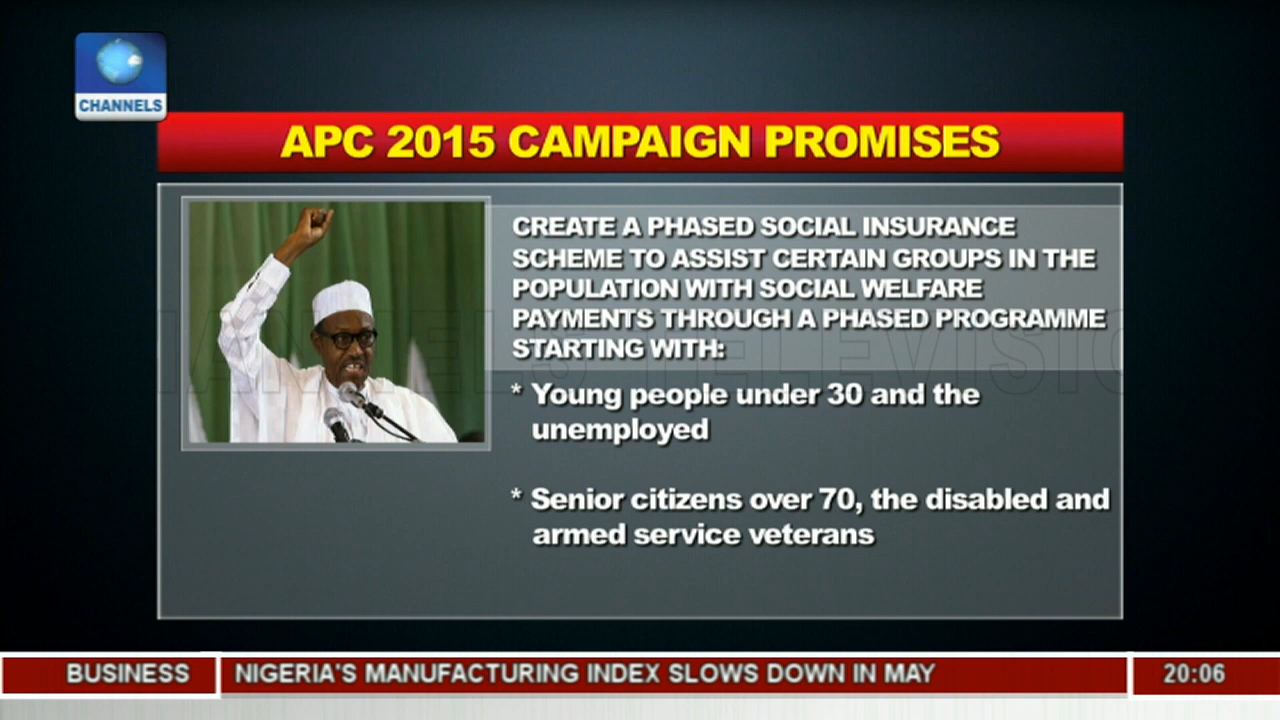 CHANNELS
APC 2015 CAMPAIGN PROMISES
CREATE A PHASED SOCIAL INSURANCE
SCHEME TO ASSIST CERTAIN GROUPS IN THE
POPULATION WITH SOCIAL WELFARE
PAYMENTS THROUGH A PHASED PROGRAMME
STARTING WITH:
* Young people under 30 and the
unemployed
* Senior citizens over 70, the disabled and
armed service veterans
CHANNELS TELEVISION
BUSINESS
NIGERIA'S MANUFACTURING INDEX SLOWS DOWN IN MAY
20:06